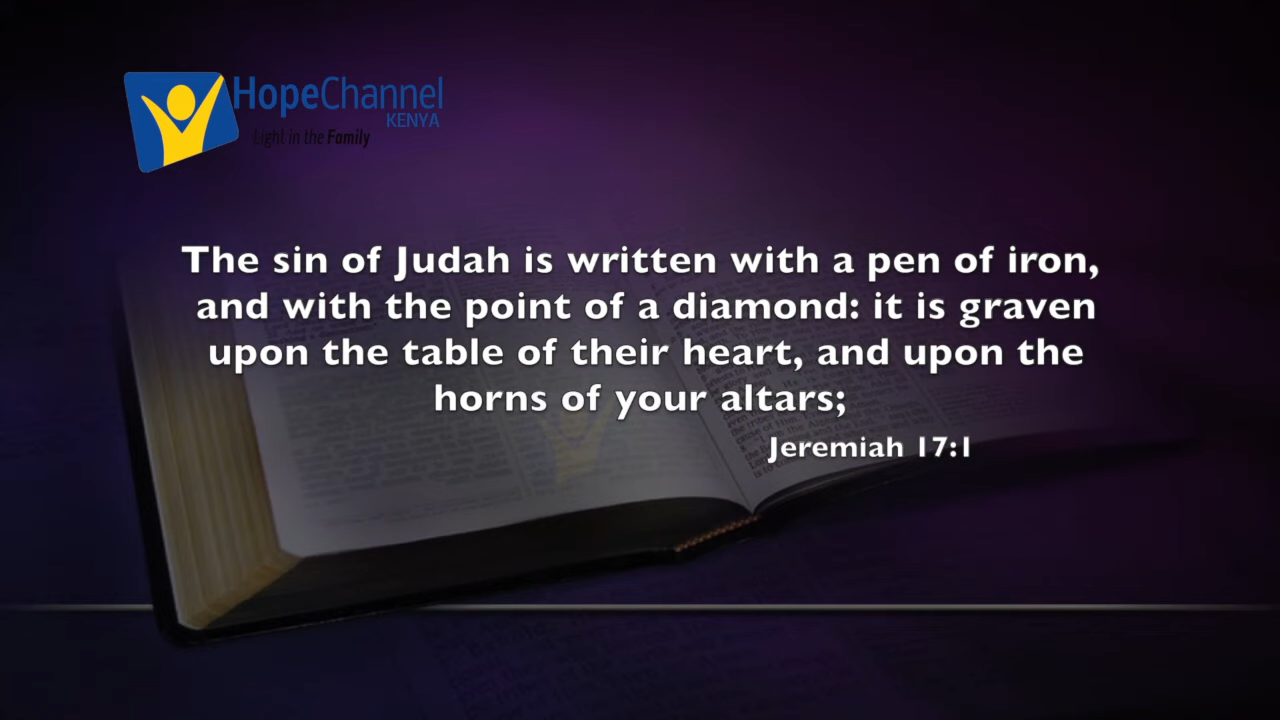 HopeChannel
KENYA
Light in the Family
The sin of Judah is written with a pen of iron,
and with the point of a diamond: it is graven
upon the table of their heart, and upon the
horns of your altars;
Jeremiah 17:1